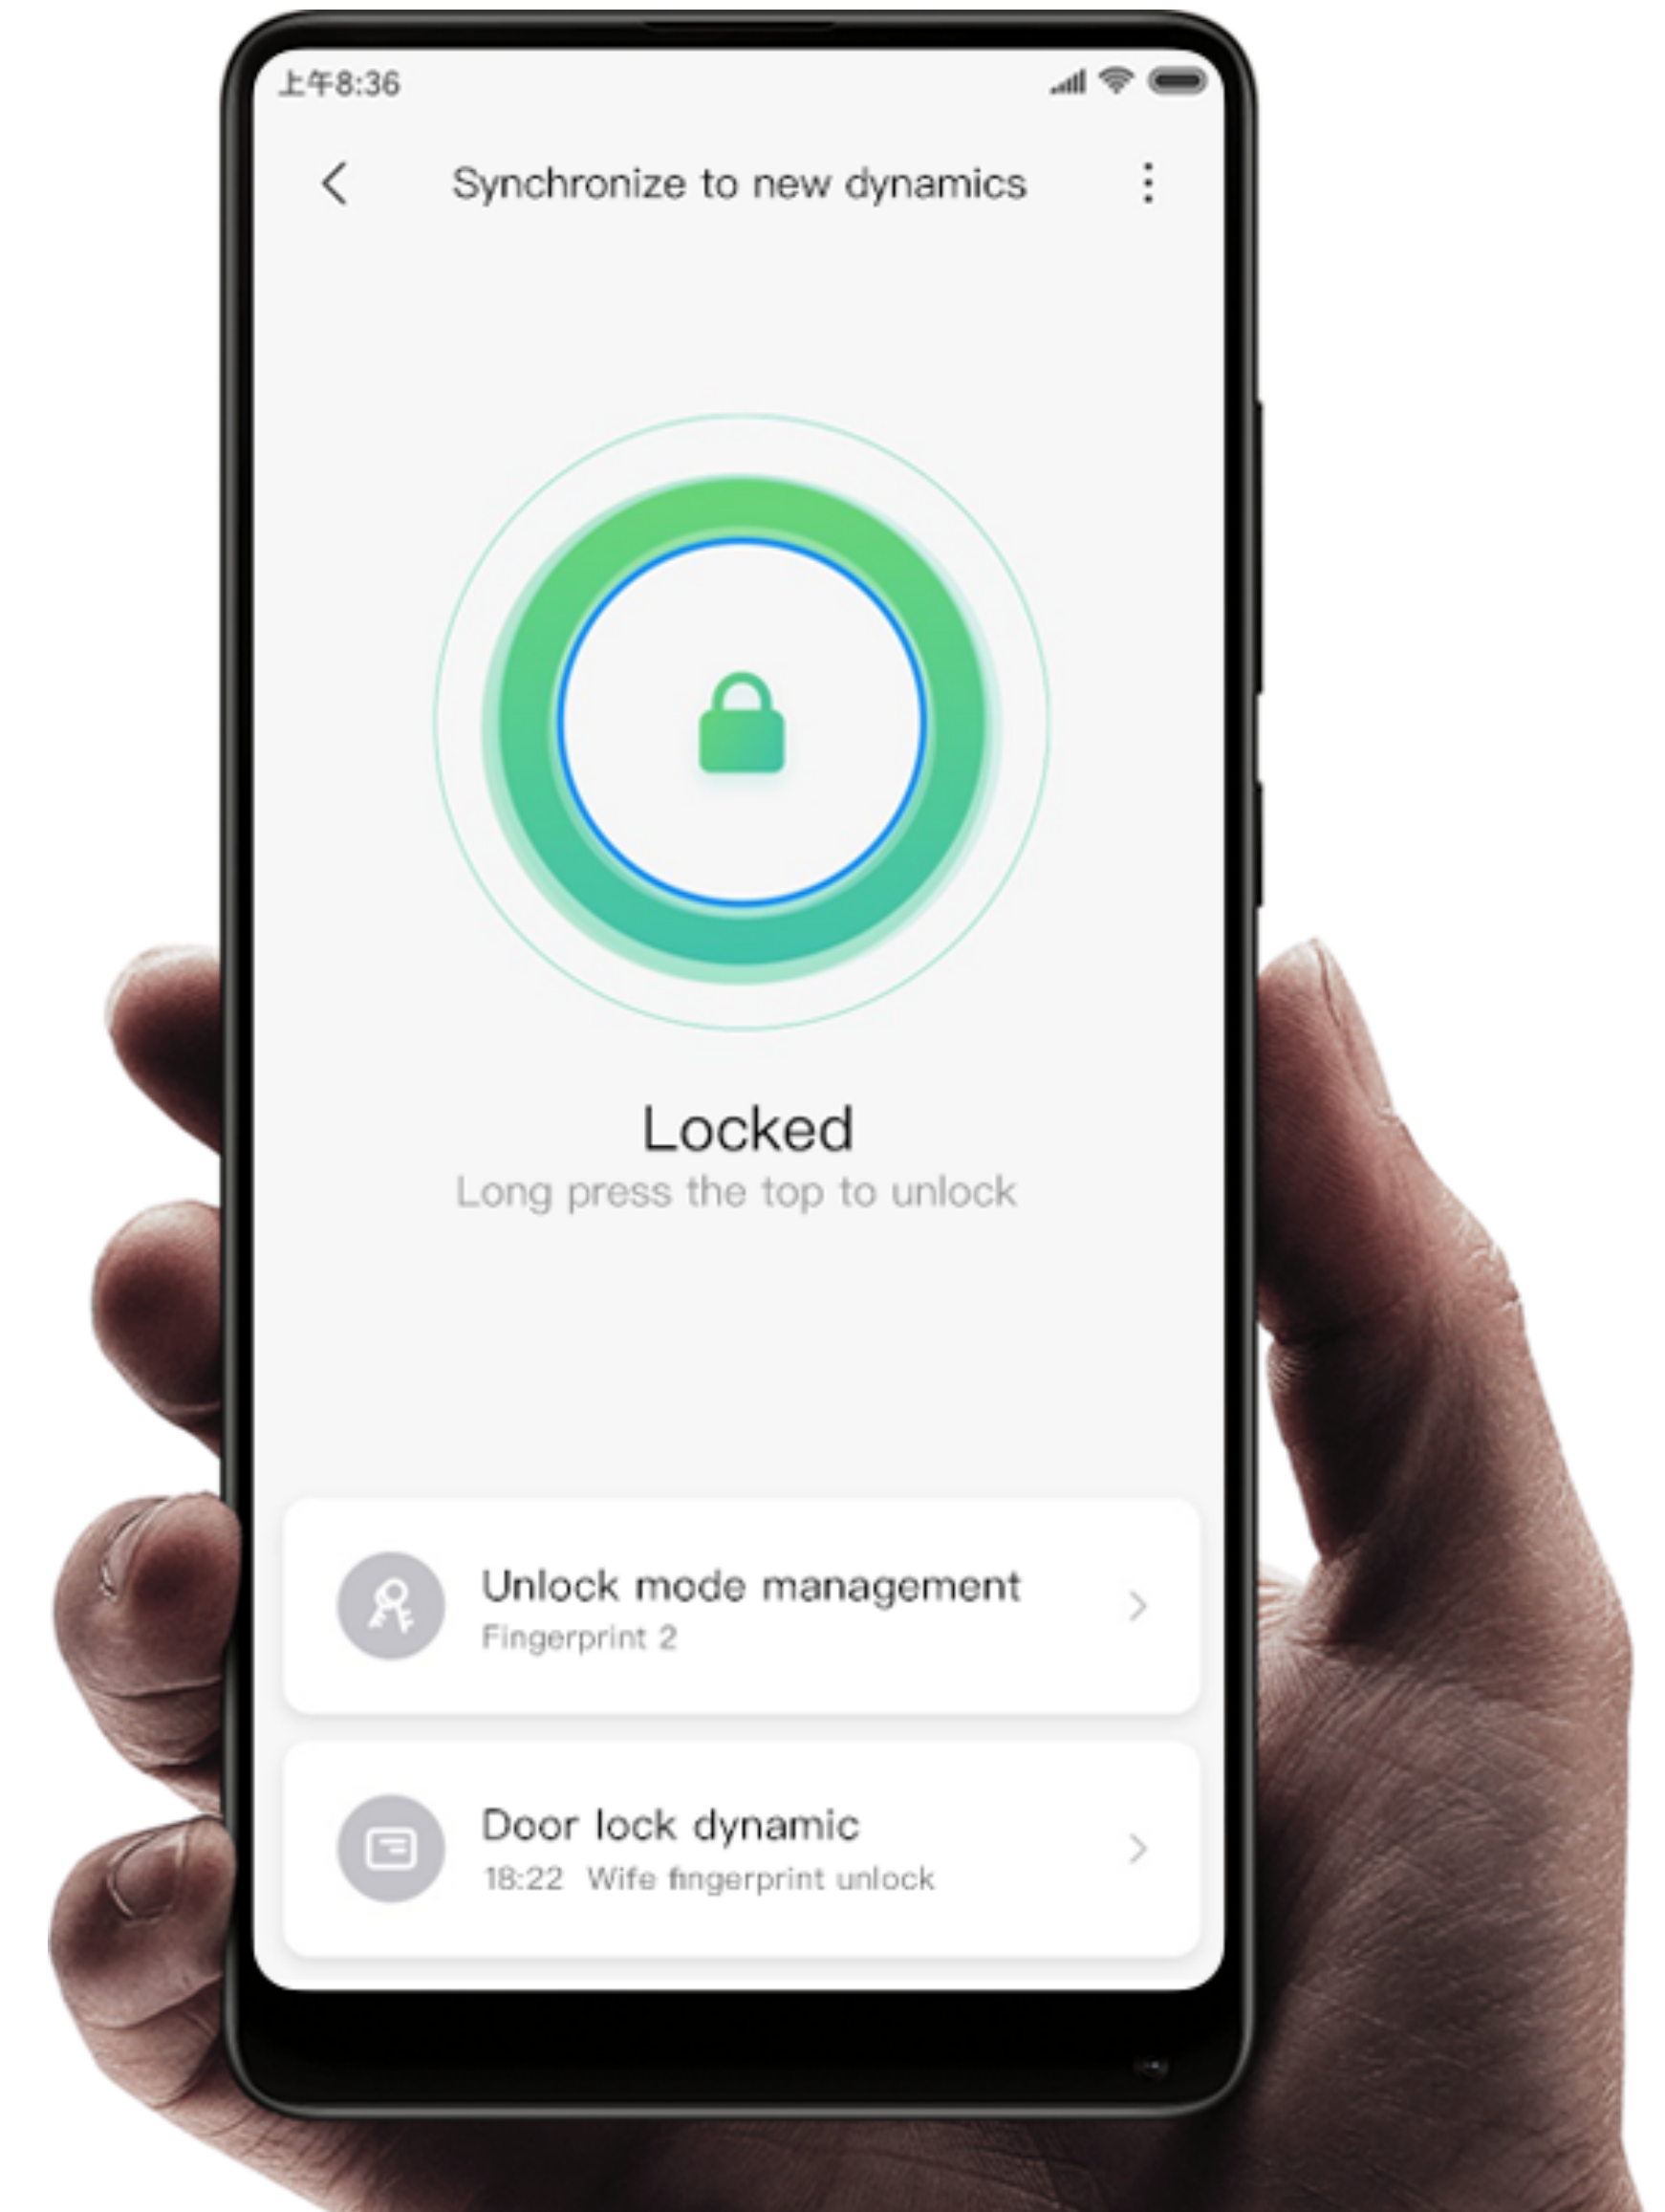 上午8:36
Synchronize to new dynamics
Locked
Long press the top to unlock
Unlock mode management
Fingerprint 2
Door lock dynamic
18:22 Wife fingerprint unlock